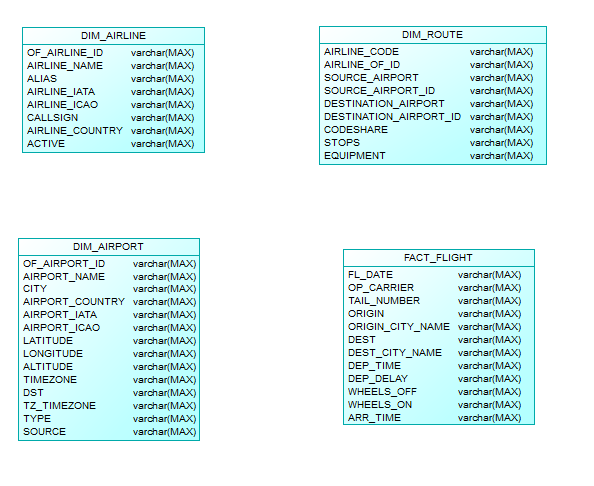 DIM_AIRLINE
OF_AIRLINE_ID varchar(MAX)
AIRLINE_NAME varchar(MAX)
ALIAS varchar(MAX)
AIRLINE_IATA varchar(MAX)
AIRLINE_ICAO varchar(MAX)
CALLSIGN varchar(MAX)
AIRLINE_COUNTRY varchar(MAX)
ACTIVE varchar(MAX)
DIM_ROUTE
AIRLINE_CODE varchar(MAX)
AIRLINE_OF_ID varchar(MAX)
SOURCE_AIRPORT varchar(MAX)
SOURCE_AIRPORT_ID varchar(MAX)
DESTINATION_AIRPORT varchar(MAX)
DESTINATION_AIRPORT_ID varchar(MAX)
CODESHARE varchar(MAX)
STOPS varchar(MAX)
EQUIPMENT varchar(MAX)
DIM_AIRPORT
OF_AIRPORT_ID varchar(MAX)
AIRPORT_NAME varchar(MAX)
CITY varchar(MAX)
AIRPORT_COUNTRY varchar(MAX)
AIRPORT_IATA varchar(MAX)
AIRPORT_ICAO varchar(MAX)
LATITUDE varchar(MAX)
LONGITUDE varchar(MAX)
ALTITUDE varchar(MAX)
TIMEZONE varchar(MAX)
DST varchar(MAX)
TZ_TIMEZONE varchar(MAX)
TYPE varchar(MAX)
SOURCE varchar(MAX)
FACT_FLIGHT
FL_DATE varchar(MAX)
OP_CARRIER varchar(MAX)
TAIL_NUMBER varchar(MAX)
ORIGIN varchar(MAX)
ORIGIN_CITY_NAME varchar(MAX)
DEST varchar(MAX)
DEST_CITY_NAME varchar(MAX)
DEP_TIME varchar(MAX)
DEP_DELAY varchar(MAX)
WHEELS_OFF varchar(MAX)
WHEELS_ON varchar(MAX)
ARR_TIME varchar(MAX)